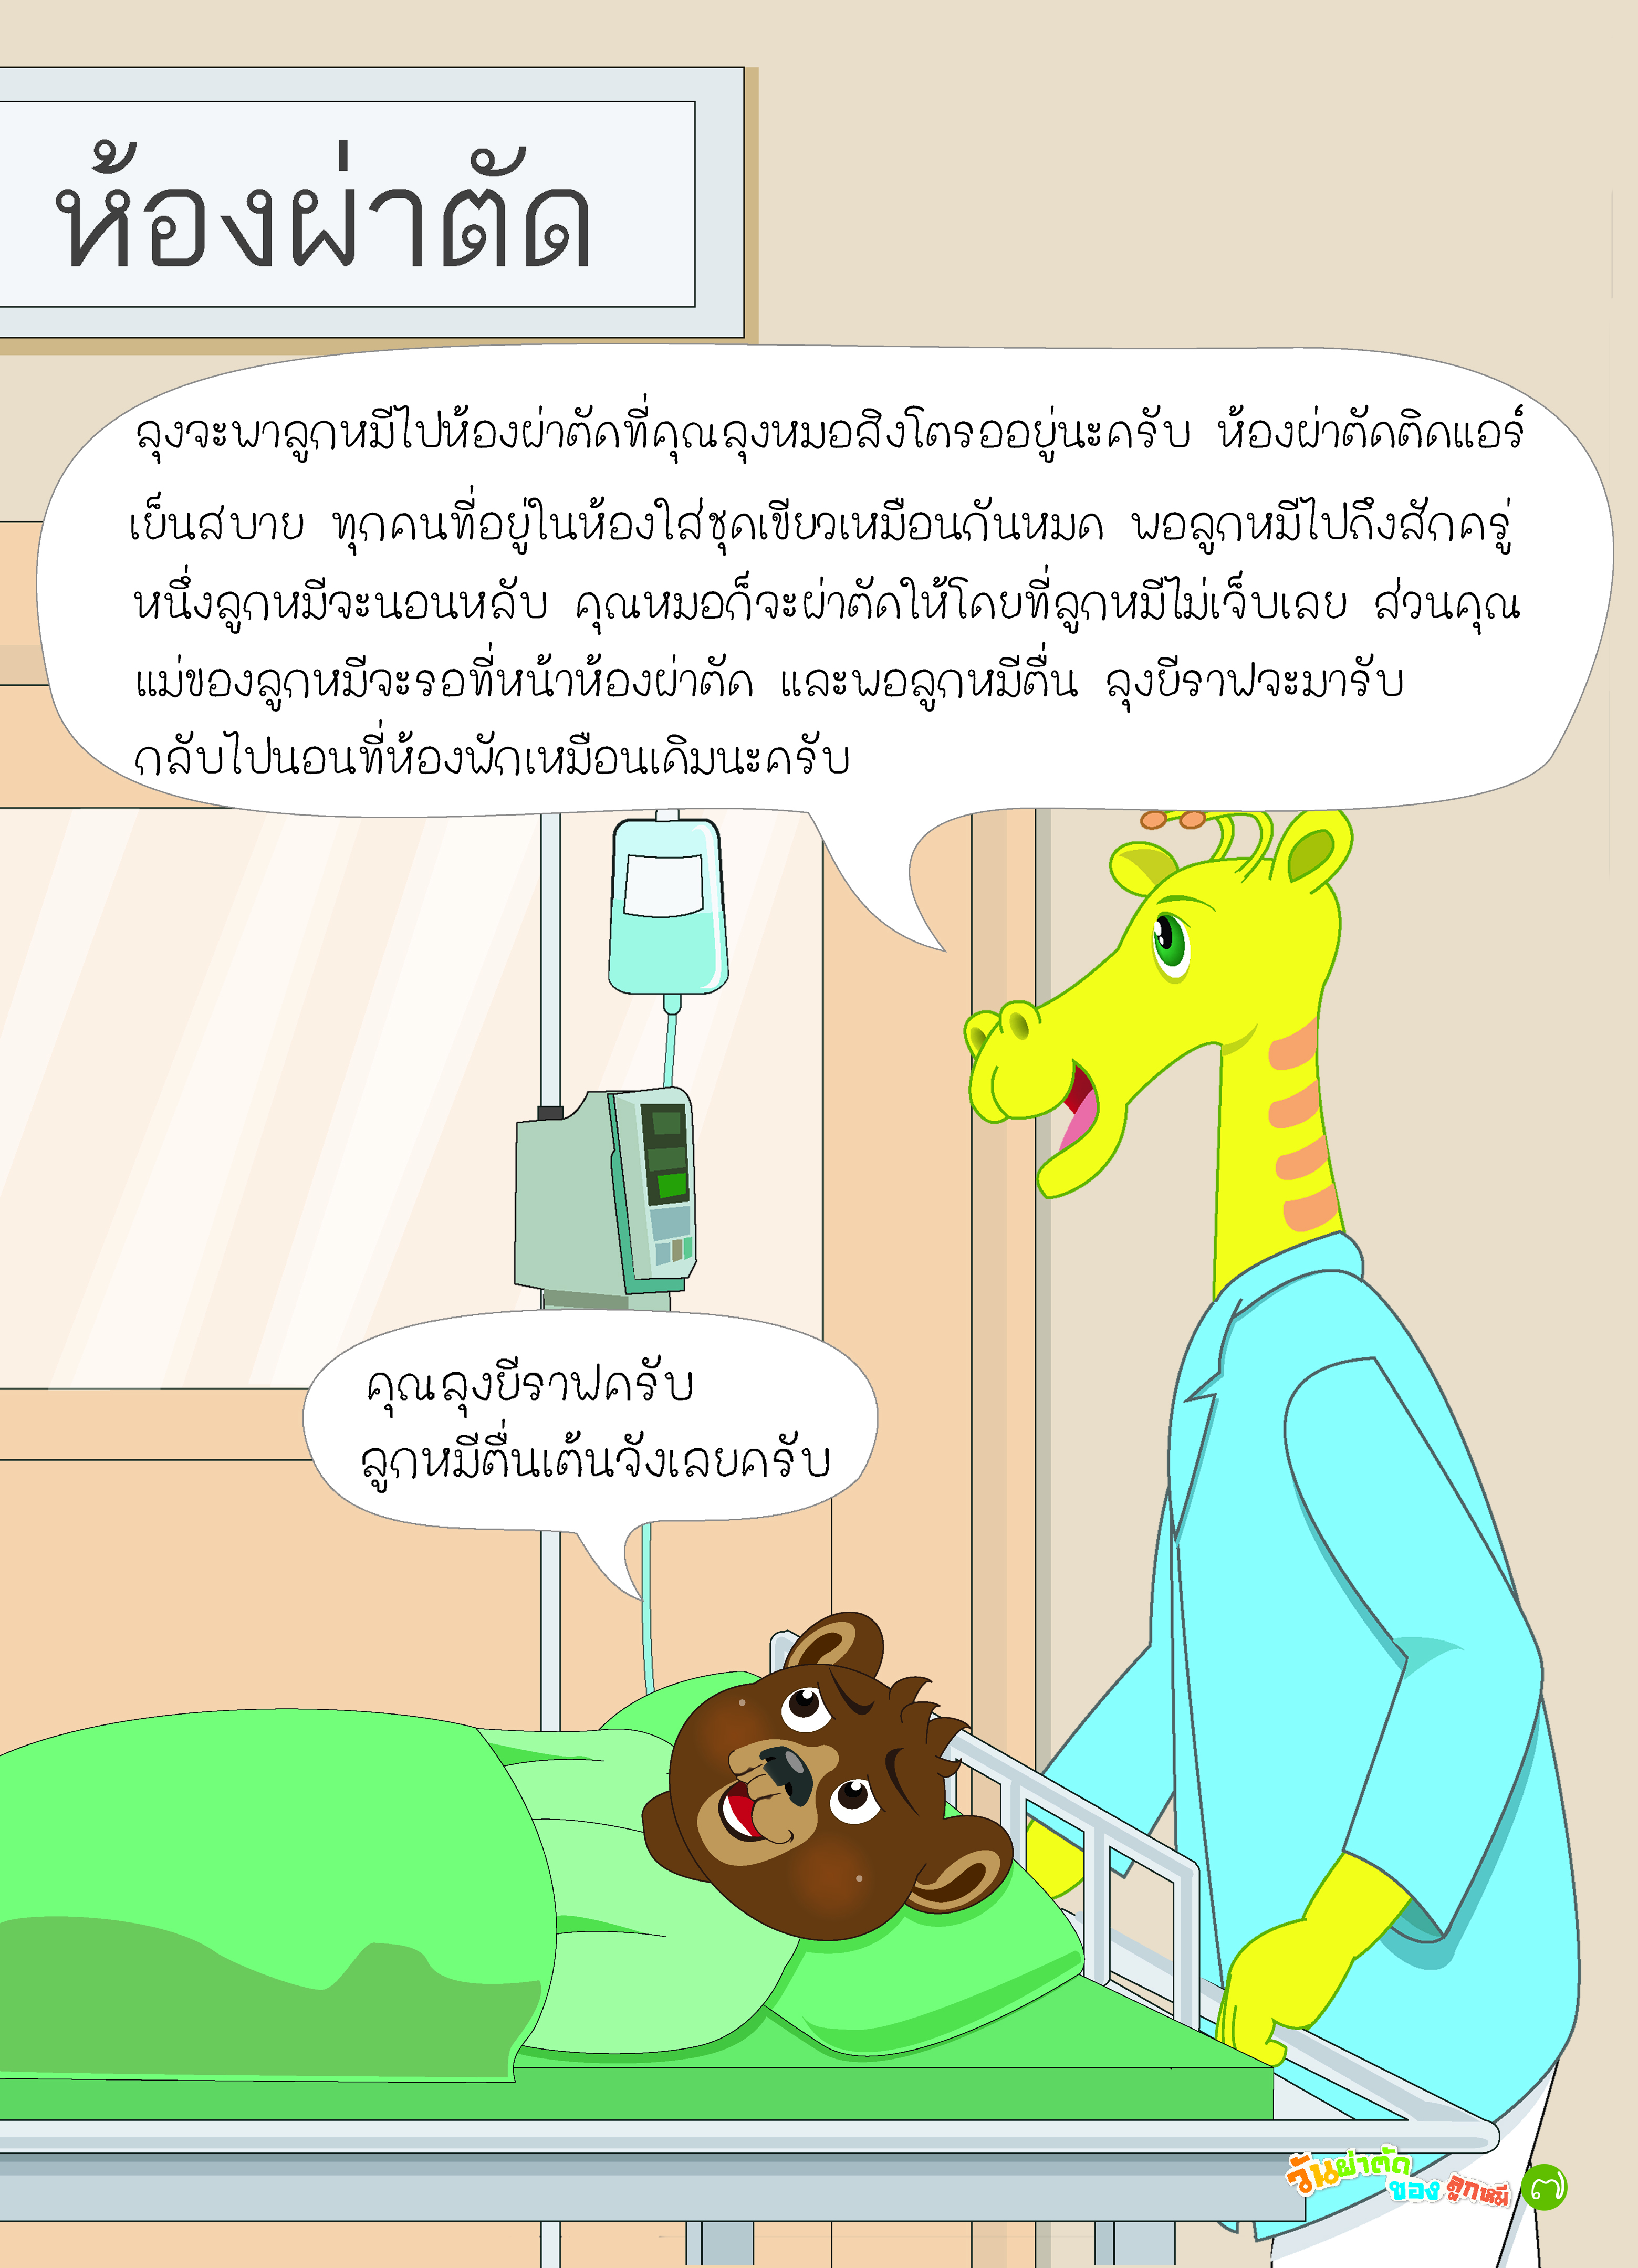 ห้องผ่าตัด
ลุงจะพาลูกหมีไปห้องผ่าตัดที่คุณลุงหมอสิงโตรออยู่นะครับ ห้องผ่าตัดติดแอร์
เย็นสบาย ทุกคนที่อยู่ในห้องใส่ชุดเขียวเหมือนกันหมด พอลูกหมีไปถึงสักครู่
หนึ่งลูกหมีจะนอนหลับ คุณหมอก็จะผ่าตัดให้โดยที่ลูกหมีไม่เจ็บเลย ส่วนคุณ
แม่ของลูกหมีจะรอที่หน้าห้องผ่าตัด และพอลูกหมีตื่น ลุงยีราฟจะมารับ
กลับไปนอนที่ห้องพักเหมือนเดิมนะครับ
คุณลุงยีราฟครับ
ลูกหมีตื่นเต้นจังเลยครับ
วันผ่าตัด
ของ ลูกหมี ๗